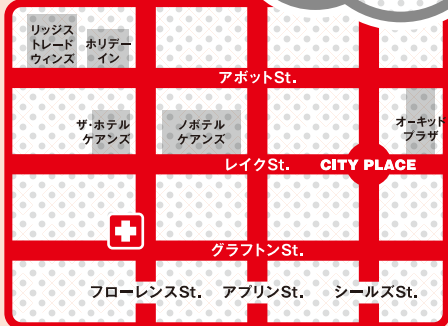 リッジス
トレード
ウィンズ
ホリデー
イン
アボットSt.
ザ・ホテル
ケアンズ
ノボテル
ケアンズ
オーキッド
プラザ
レイクSt.
CITY PLACE
グラフトンSt.
フローレンスSt.
アプリンSt.
シールズSt.